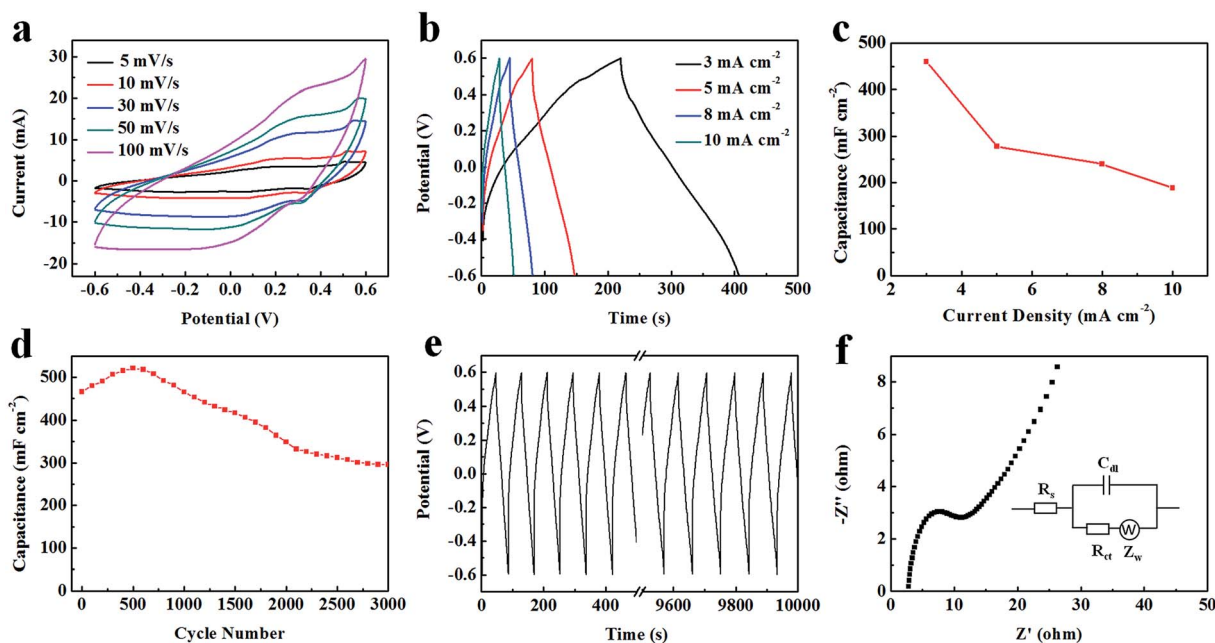 a
30
20
10
0
-10
-20
Current (mA)
5 mV/s
10 mV/s
30 mV/s
50 mV/s
100 mV/s
-0.6 -0.4 -0.2 0.0 0.2 0.4 0.6
Potential (V)
b
0.6
0.4
0.2
0.0
-0.2
-0.4
-0.6
Potential (V)
3 mA cm⁻²
5 mA cm⁻²
8 mA cm⁻²
10 mA cm⁻²
0 100 200 300 400 500
Time (s)
c
500
400
300
200
100
0
Capacitance (mF cm⁻²)
2 4 6 8 10
Current Density (mA cm⁻²)
d
500
400
300
200
100
0
Capacitance (mF cm⁻²)
0 500 1000 1500 2000 2500 3000
Cycle Number
e
0.6
0.4
0.2
0.0
-0.2
-0.4
-0.6
Potential (V)
0 200 400 9600 9800 10000
Time (s)
f
8
6
4
2
0
-Z'' (ohm)
Cdl
Rs
W
Rct
Zw
0 10 20 30 40 50
Z' (ohm)